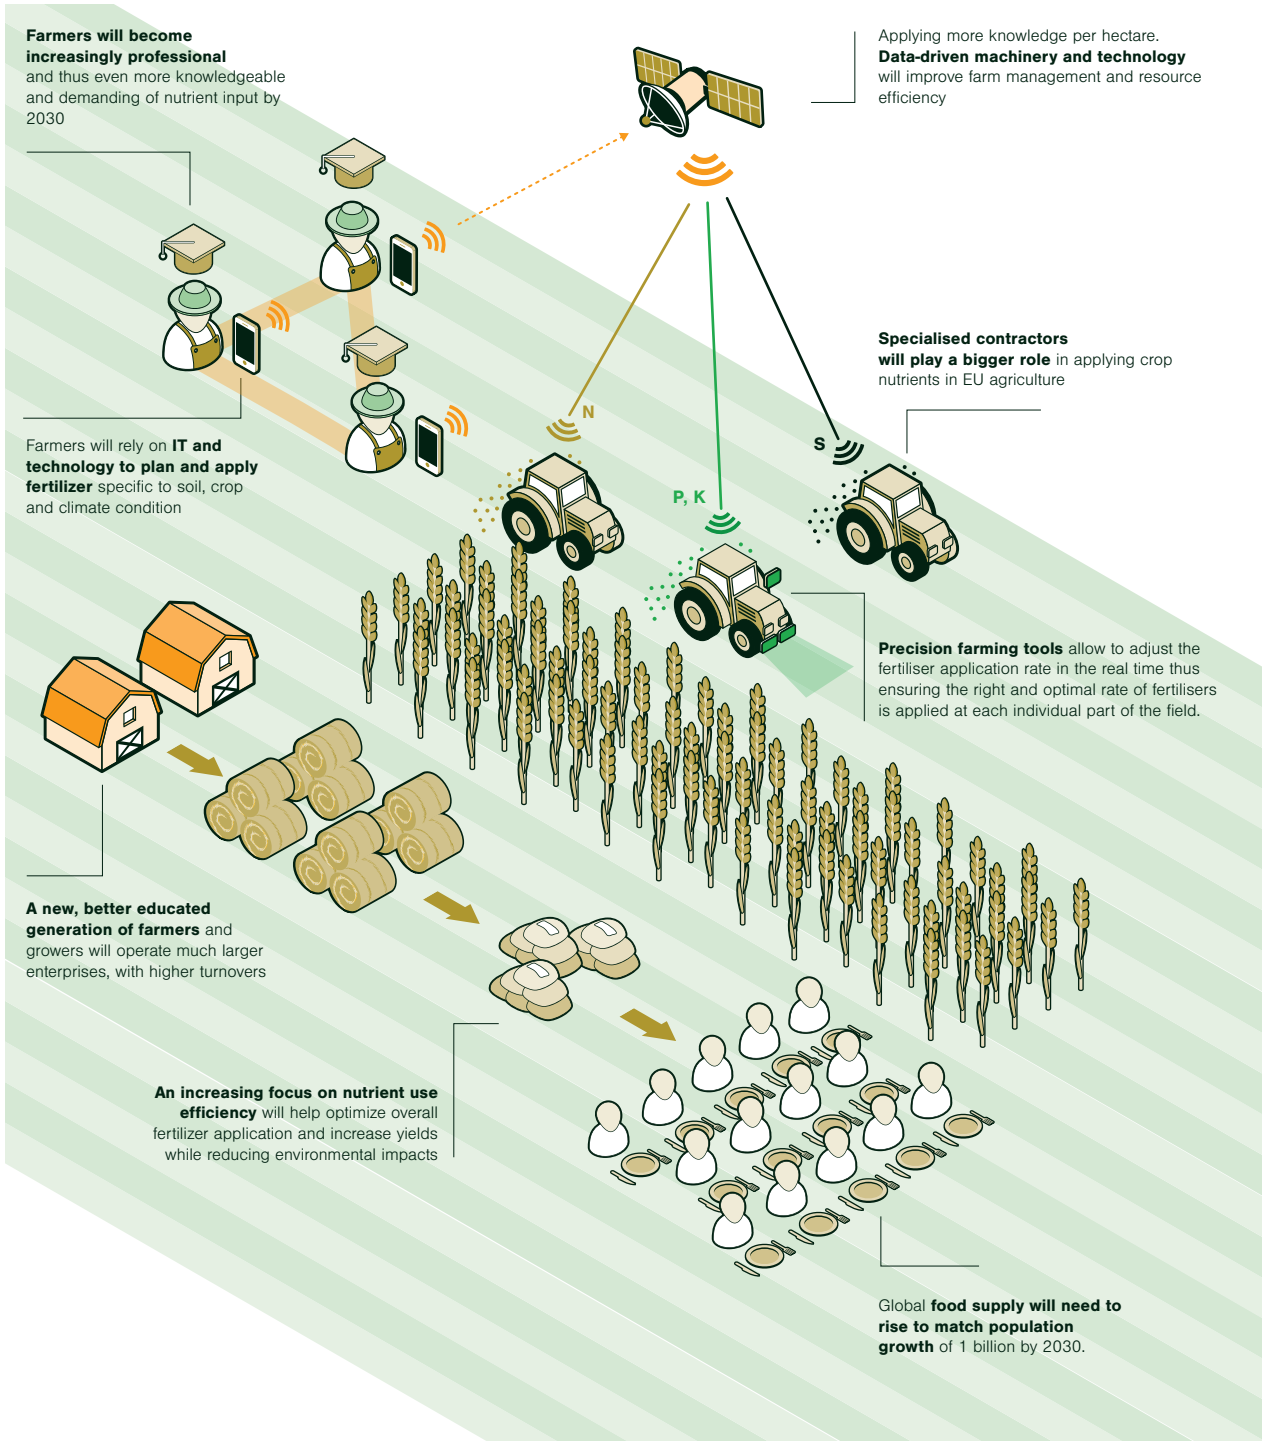 Farmers will become
increasingly professional
and thus even more knowledgeable
and demanding of nutrient input by
2030
Applying more knowledge per hectare.
Data-driven machinery and technology
will improve farm management and resource
efficiency
Specialised contractors
will play a bigger role in applying crop
nutrients in EU agriculture
N
S
P, K
Farmers will rely on IT and
technology to plan and apply
fertilizer specific to soil, crop
and climate condition
Precision farming tools allow to adjust the
fertiliser application rate in the real time thus
ensuring the right and optimal rate of fertilisers
is applied at each individual part of the field.
A new, better educated
generation of farmers and
growers will operate much larger
enterprises, with higher turnovers
An increasing focus on nutrient use
efficiency will help optimize overall
fertilizer application and increase yields
while reducing environmental impacts
Global food supply will need to
rise to match population
growth of 1 billion by 2030.